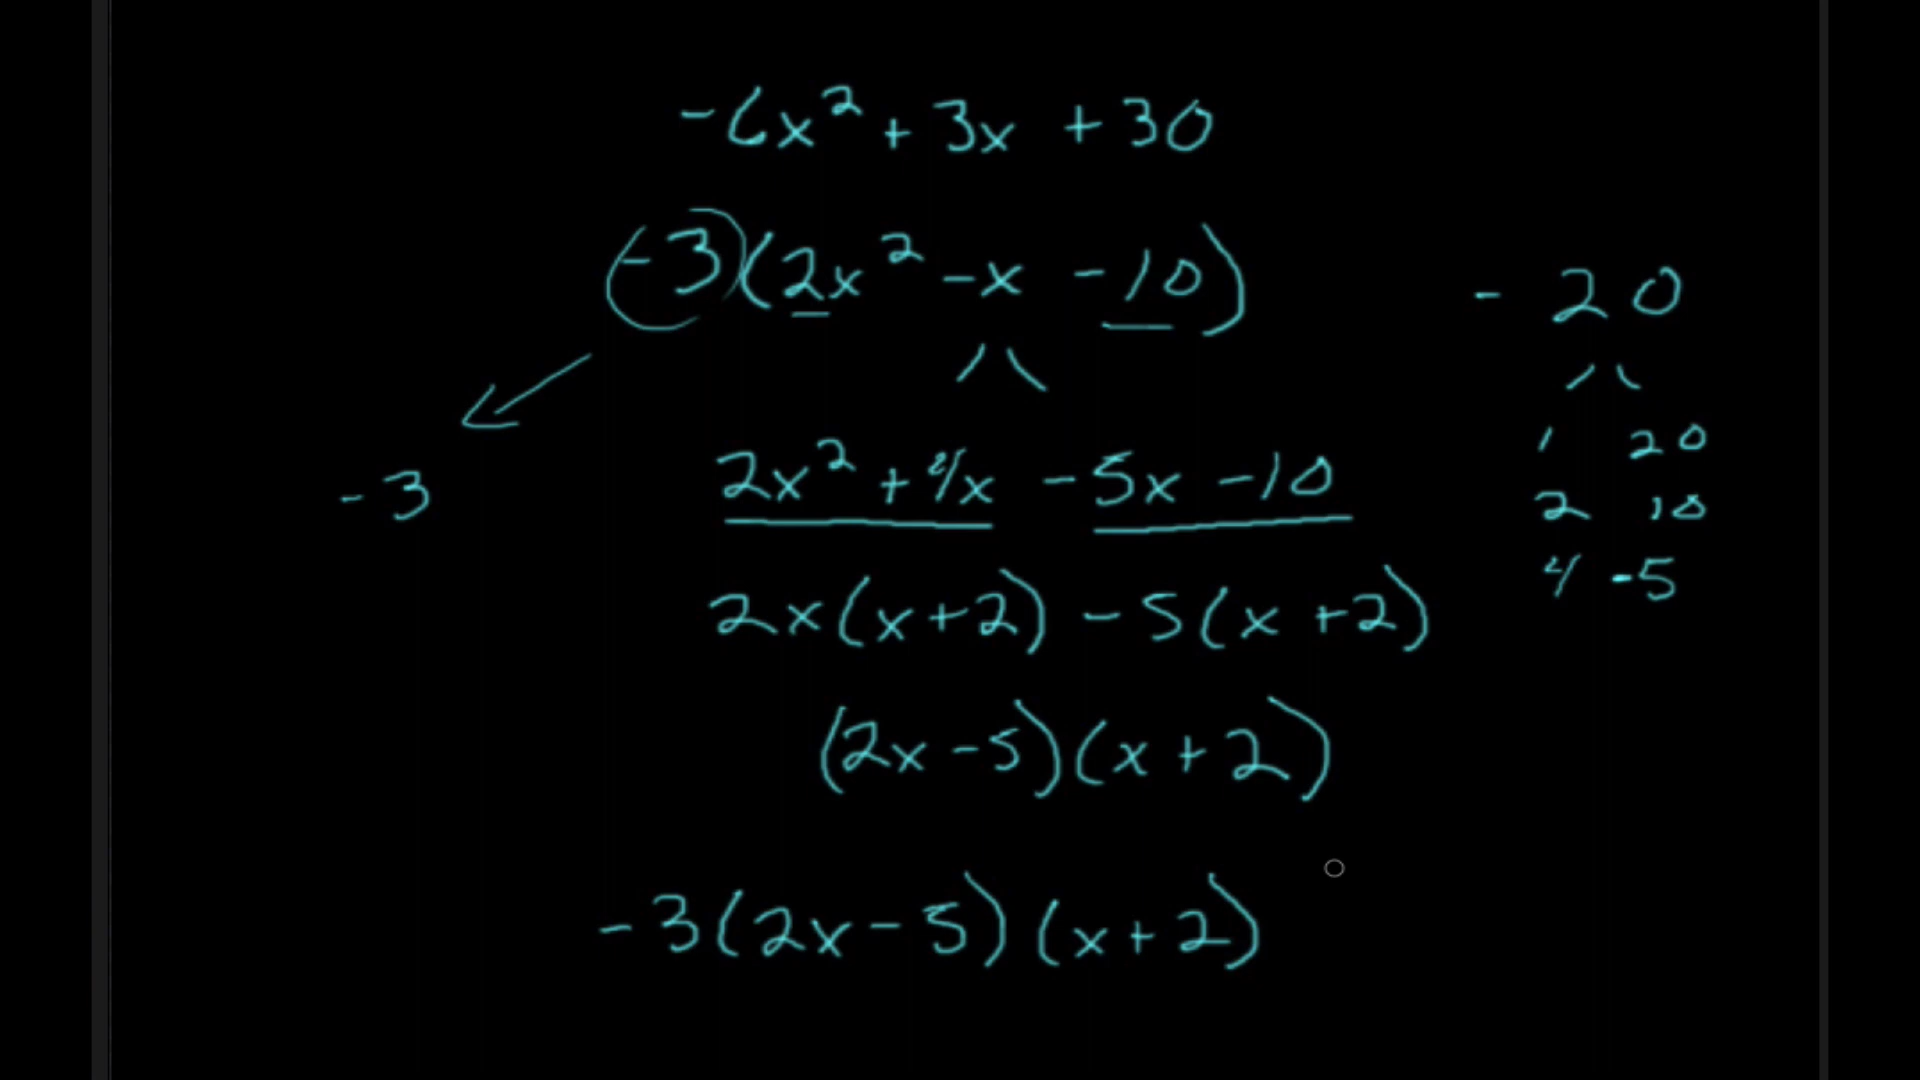 -6x² + 3x + 30
-3(2x² - x - 10)
- 20
1 20
2 10
4 -5
-3
2x² + 4x - 5x - 10
2x(x+2) - 5(x+2)
(2x-5)(x+2)
-3(2x-5)(x+2)